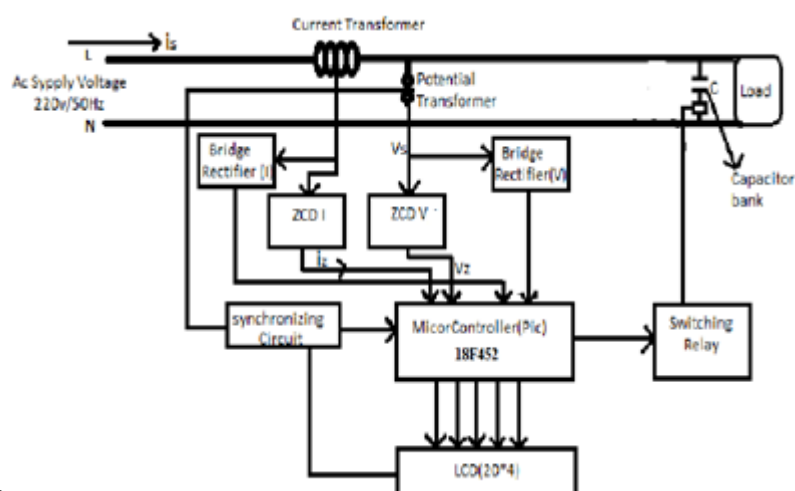 Current Transformer
is
L
Ac Sypply Voltage
220v/50Hz
N
Potential
Transformer
C
Load
Bridge
Rectifier (I)
Vs
Bridge
Rectifier(V)
Capacitor
bank
ZCD I
ZCD V
iz
Vz
synchronizing
Circuit
MicorController(Pic)
18F452
Switching
Relay
LCD(20*4)